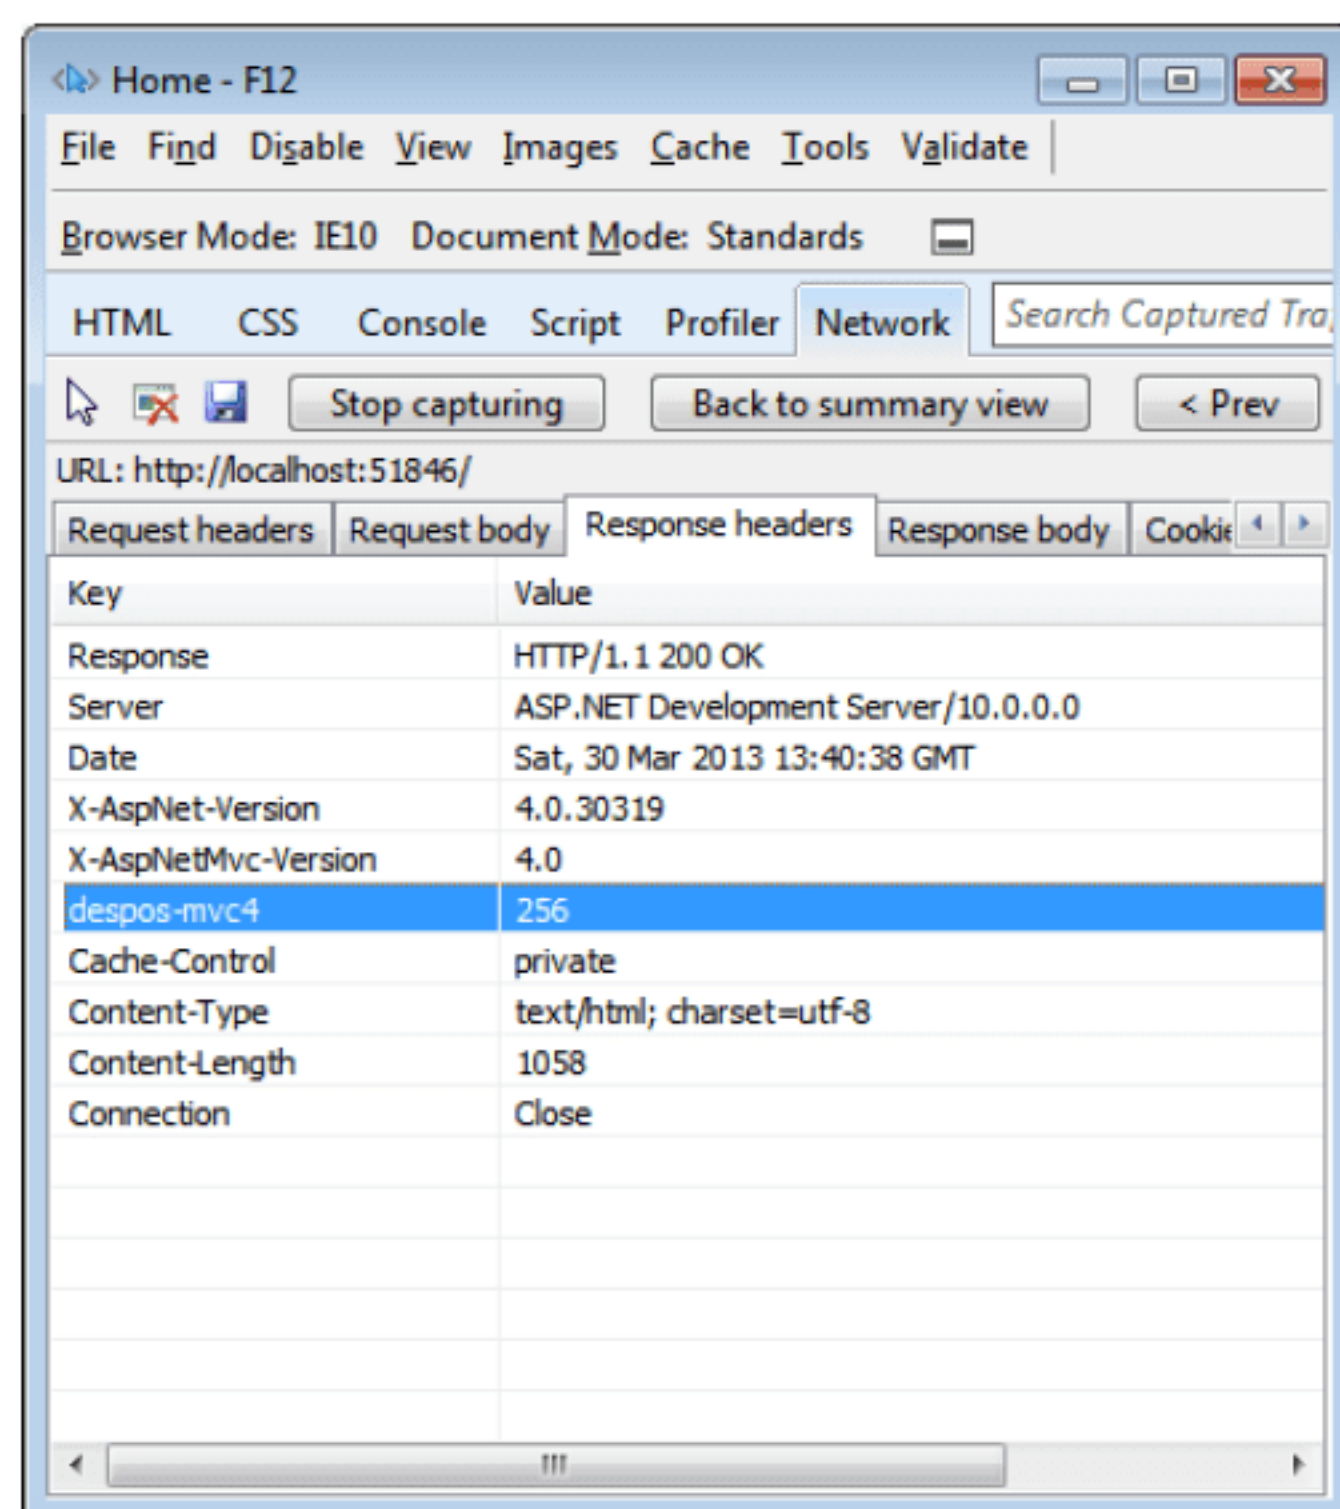 Home - F12
File Find Disable View Images Cache Tools Validate
Browser Mode: IE10 Document Mode: Standards
HTML CSS Console Script Profiler Network Search Captured
Stop capturing Back to summary view < Prev
URL: http://localhost:51846/
Request headers Request body Response headers Response body
Key Value
Response HTTP/1.1 200 OK
Server ASP.NET Development Server/10.0.0.0
Date Sat, 30 Mar 2013 13:40:38 GMT
X-AspNet-Version 4.0.30319
X-AspNetMvc-Version 4.0
despos-mvc4 256
Cache-Control private
Content-Type text/html; charset=utf-8
Content-Length 1058
Connection Close